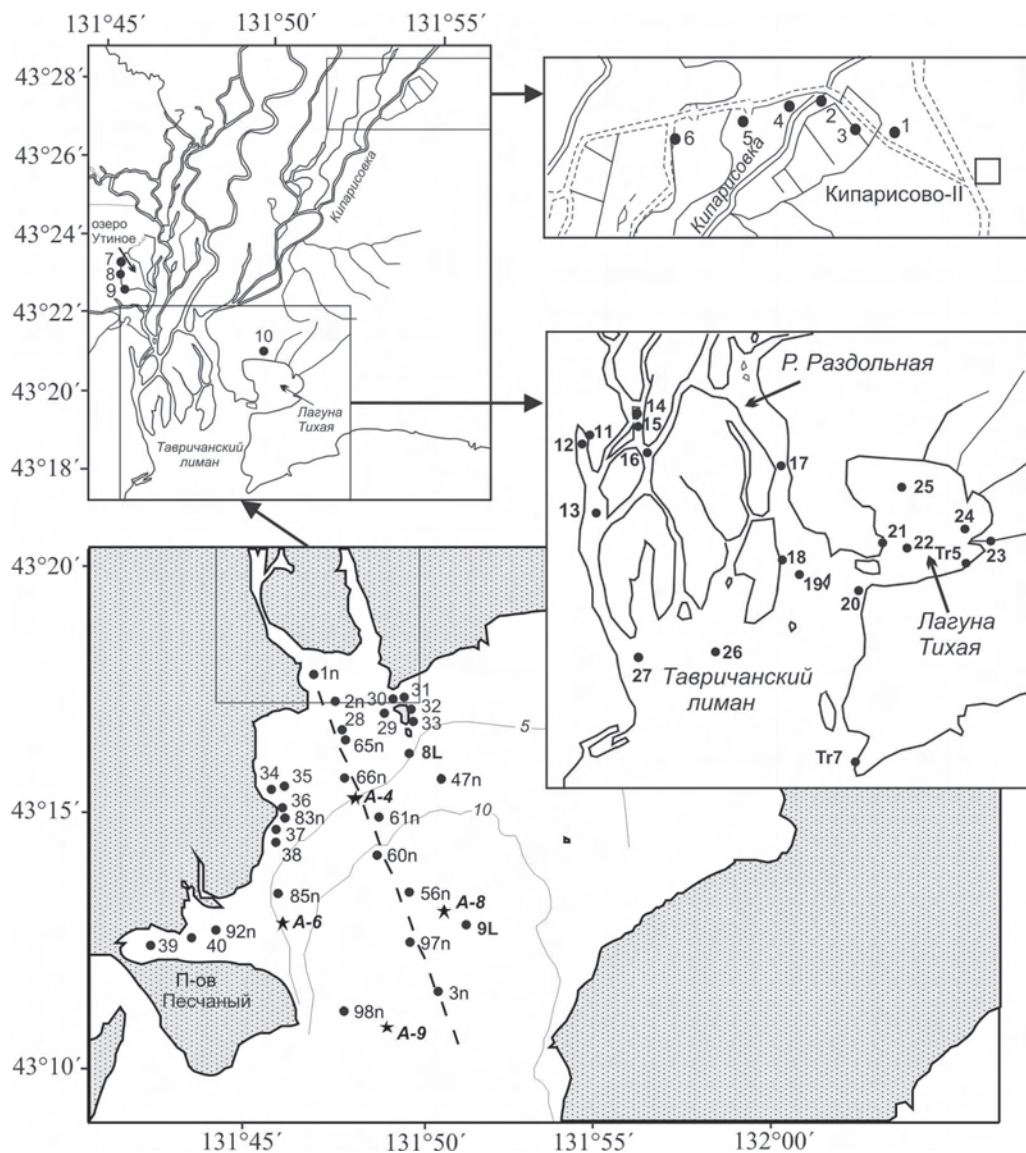 131°45′ 131°50′ 131°55′
43°28′
43°26′
43°24′
43°22′
43°20′
43°18′
Кипарисовка
озеро
Утиное
7
8
9
10
Лагуна
Тихая
Тавричанский
лиман
6
5
4
2
3
1
Кипарисовка
Кипарисово-II
Р. Раздольная
14
15
11
12
16
17
13
25
24
21
22
Tr5
23
18
19
20
Лагуна
Тихая
26
27
Тавричанский
лиман
Tr7
43°20′
43°15′
43°10′
1n
2n
30
31
32
28
29
33
65n
5
8L
34
35
66n
47n
A-4
36
83n
61n
10
37
38
60n
85n
56n
A-8
A-6
9L
92n
39
40
97n
П-ов
Песчаный
3n
98n
A-9
131°45′ 131°50′ 131°55′ 132°00′